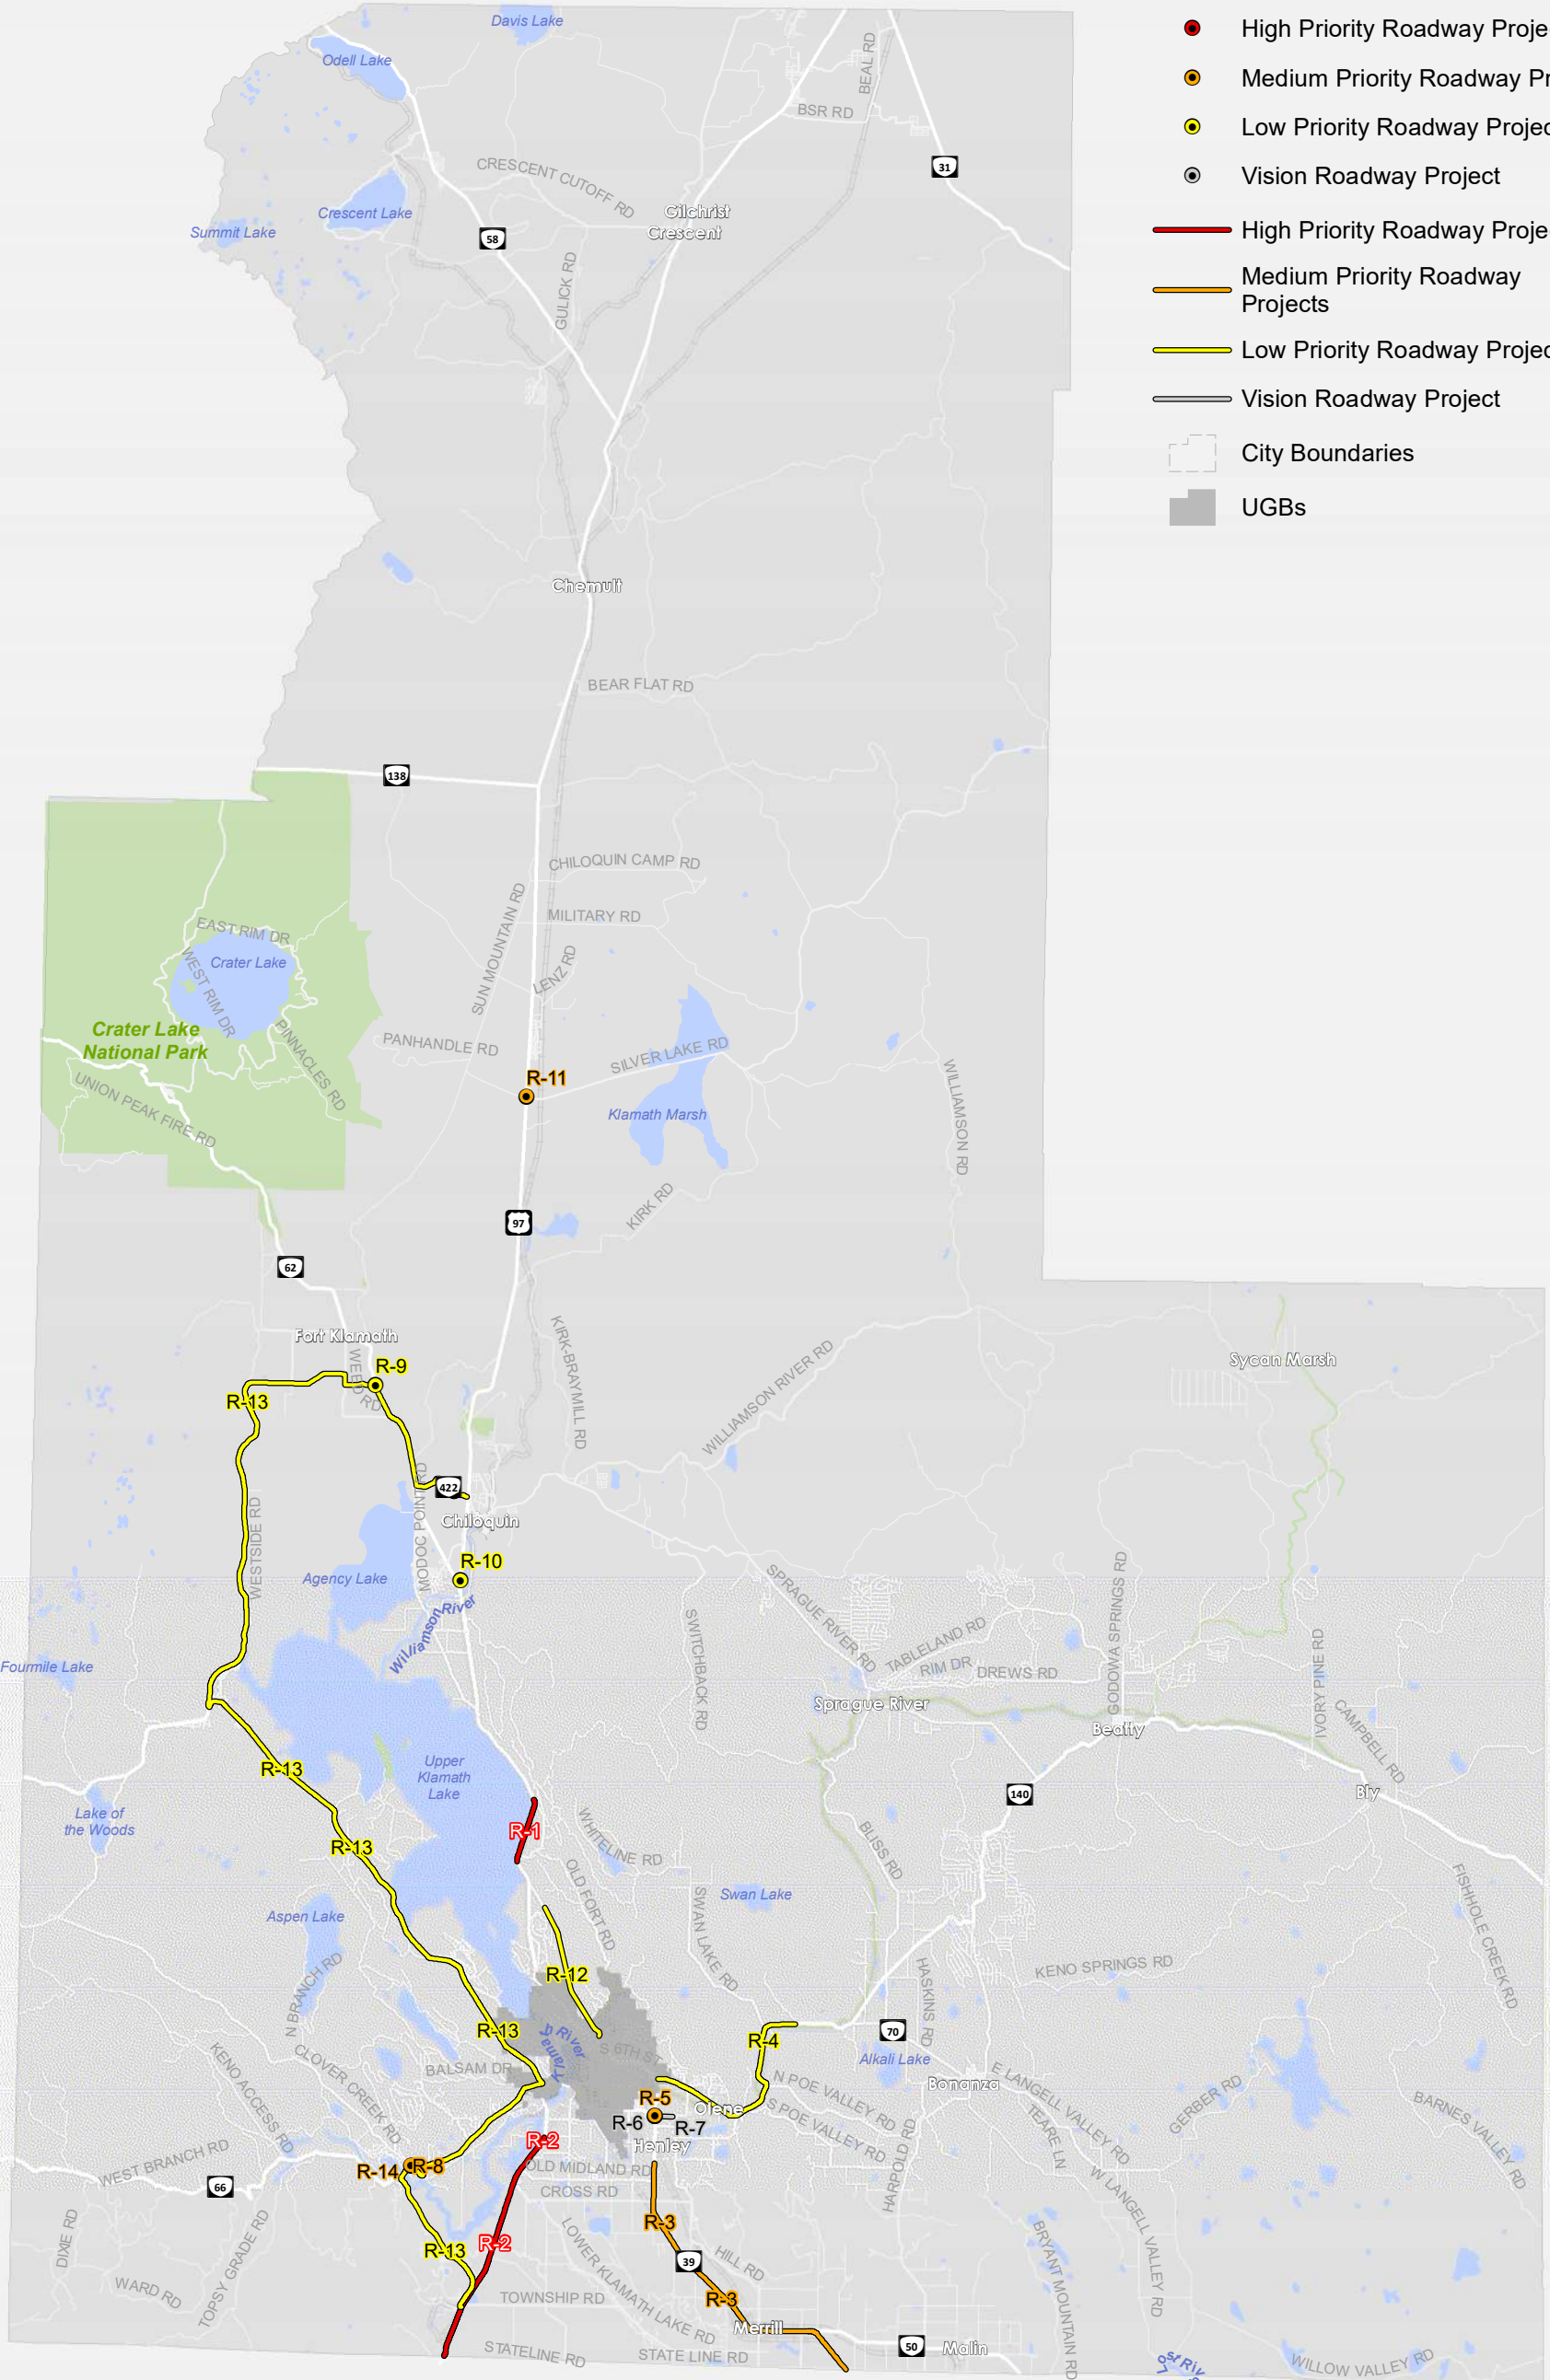 High Priority Roadway Proje
Medium Priority Roadway Pr
Low Priority Roadway Projec
Vision Roadway Project
High Priority Roadway Proje
Medium Priority Roadway
Projects
Low Priority Roadway Projec
Vision Roadway Project
City Boundaries
UGBs
Davis Lake
Odell Lake
BEAL RD
BSR RD
31
CRESCENT CUTOFF RD
Crescent Lake
Gilchrist
Summit Lake
Crescent
58
GULICK RD
Chemult
BEAR FLAT RD
138
CHILOQUIN CAMP RD
MILITARY RD
SUN MOUNTAIN RD
EAST RIM DR
LENZ RD
Crater Lake
WEST RIM DR
Crater Lake
National Park
PINNACLES RD
PANHANDLE RD
SILVER LAKE RD
R-11
UNION PEAK FIRE RD
Klamath Marsh
WILLIAMSON RD
KIRK RD
97
62
Fort Klamath
KIRK-BRAYMILL RD
WEED RD
R-9
Sycan Marsh
R-13
WILLIAMSON RIVER RD
422
MODOC POINT RD
Chiloquin
WESTSIDE RD
R-10
Agency Lake
Williamson River
SPRAGUE RIVER RD
GODOWA SPRINGS RD
SWITCHBACK RD
TABLELAND RD
RIM DR
DREWS RD
IVORY PINE RD
Fourmile Lake
Sprague River
Beatty
CAMPBELL RD
R-13
Upper
Klamath
Lake
140
Bly
Lake of
the Woods
R-1
R-13
WHITELINE RD
BLISS RD
OLD FORT RD
Swan Lake
SWAN LAKE RD
FISHHOLE CREEK RD
Aspen Lake
N BRANCH RD
R-12
HASKINS RD
KENO SPRINGS RD
R-13
70
R-4
Klamath River
S 6TH ST
Alkali Lake
KENO ACCESS RD
CLOVER CREEK RD
BALSAM DR
N POE VALLEY RD
Bonanza
E LANGELL VALLEY RD
GERBER RD
BARNES VALLEY RD
R-5
Olene
S POE VALLEY RD
R-6
R-7
TEARE LN
Henley
R-2
WEST BRANCH RD
R-14
R-8
OLD MIDLAND RD
HARPOLD RD
W LANGELL VALLEY RD
66
CROSS RD
DIXIE RD
TOPSY GRADE RD
R-3
R-13
R-2
39
HILL RD
LOWER KLAMATH LAKE RD
BRYANT MOUNTAIN RD
WARD RD
TOWNSHIP RD
R-3
Merrill
50
Malin
STATELINE RD
STATE LINE RD
WILLOW VALLEY RD